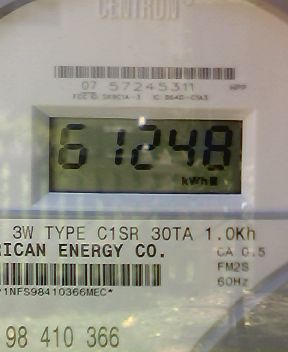 CENTRON®
07 57245311 HPP
61248
kWh
3W TYPE C1SR 30TA 1.0Kh
RICAN ENERGY CO. CA 0.5
FM2S
60Hz
1NFS98410366MEC*
98 410 366